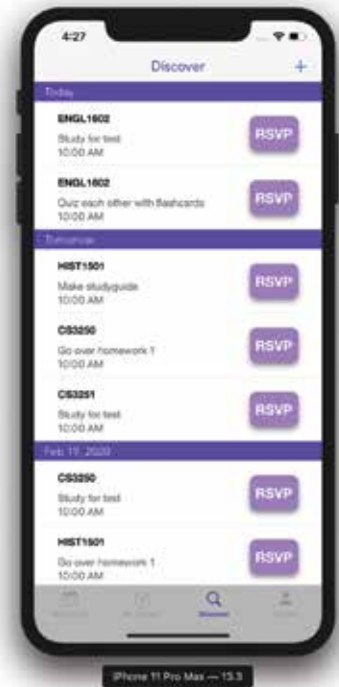 4:27
Discover
+
Today
ENGL1602
Study for test
10:00 AM
RSVP
ENGL1602
Quiz each other with flashcards
10:00 AM
RSVP
Tomorrow
HIST1501
Make studyguide
10:00 AM
RSVP
CS3250
Go over homework 1
10:00 AM
RSVP
CS3251
Study for test
10:00 AM
RSVP
Feb 19, 2020
CS3250
Study for test
10:00 AM
RSVP
HIST1501
Go over homework 1
10:00 AM
RSVP
Discover
iPhone 11 Pro Max — 13.3